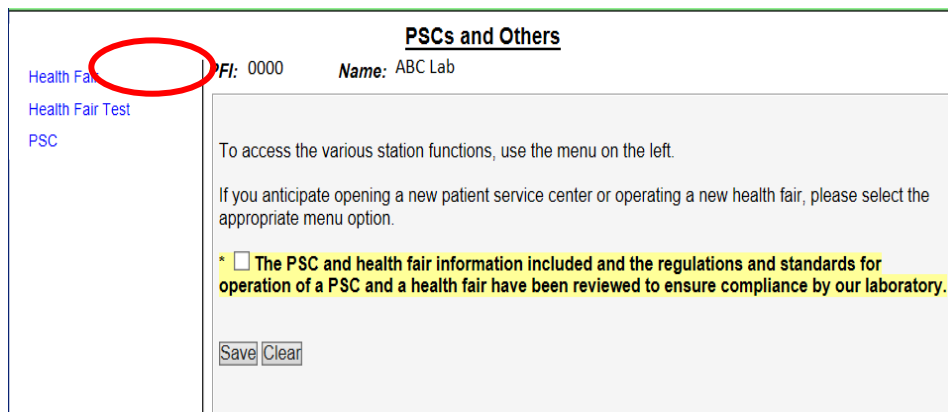 PSCs and Others
Health Fair
PFI: 0000 Name: ABC Lab
Health Fair Test
PSC
To access the various station functions, use the menu on the left.
If you anticipate opening a new patient service center or operating a new health fair, please select the
appropriate menu option.
* The PSC and health fair information included and the regulations and standards for
operation of a PSC and a health fair have been reviewed to ensure compliance by our laboratory.
Save Clear